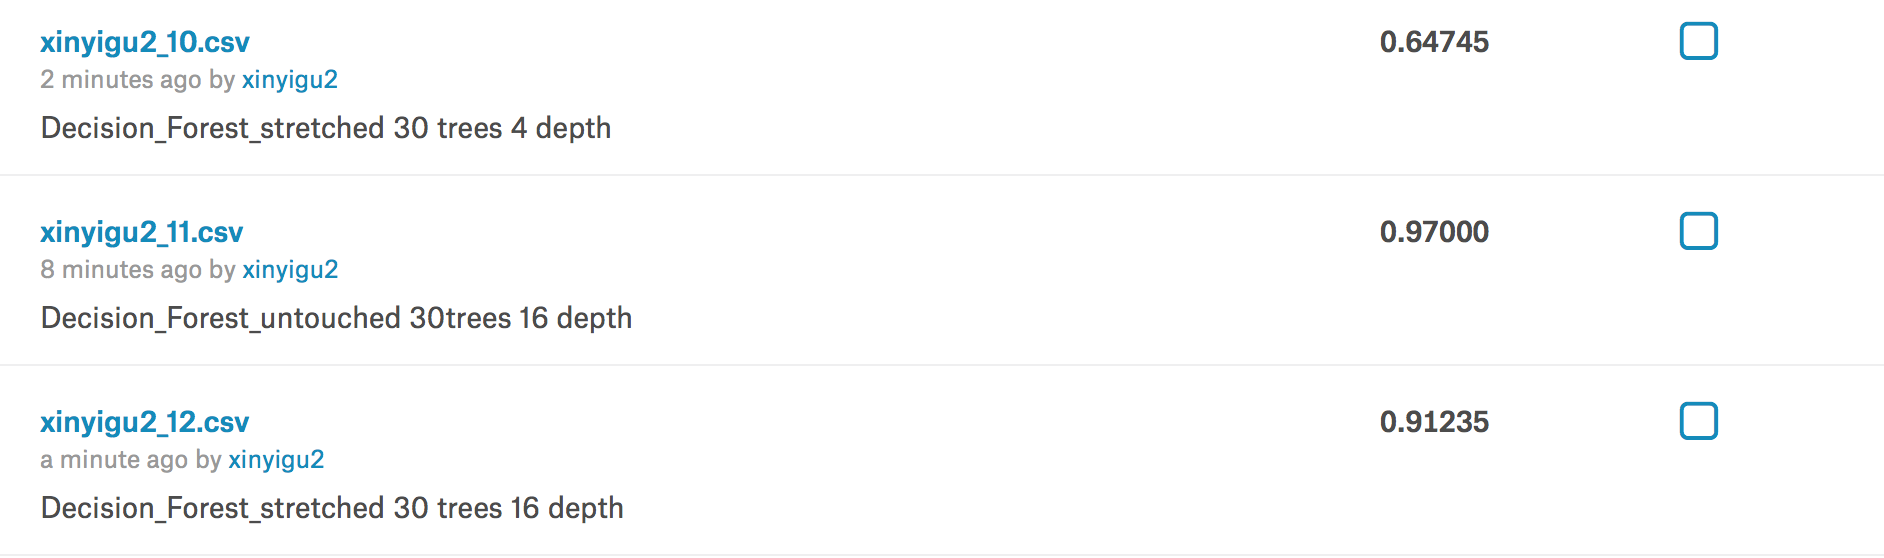 xinyigu2_10.csv 0.64745
2 minutes ago by xinyigu2
Decision_Forest_stretched 30 trees 4 depth
xinyigu2_11.csv 0.97000
8 minutes ago by xinyigu2
Decision_Forest_untouched 30trees 16 depth
xinyigu2_12.csv 0.91235
a minute ago by xinyigu2
Decision_Forest_stretched 30 trees 16 depth